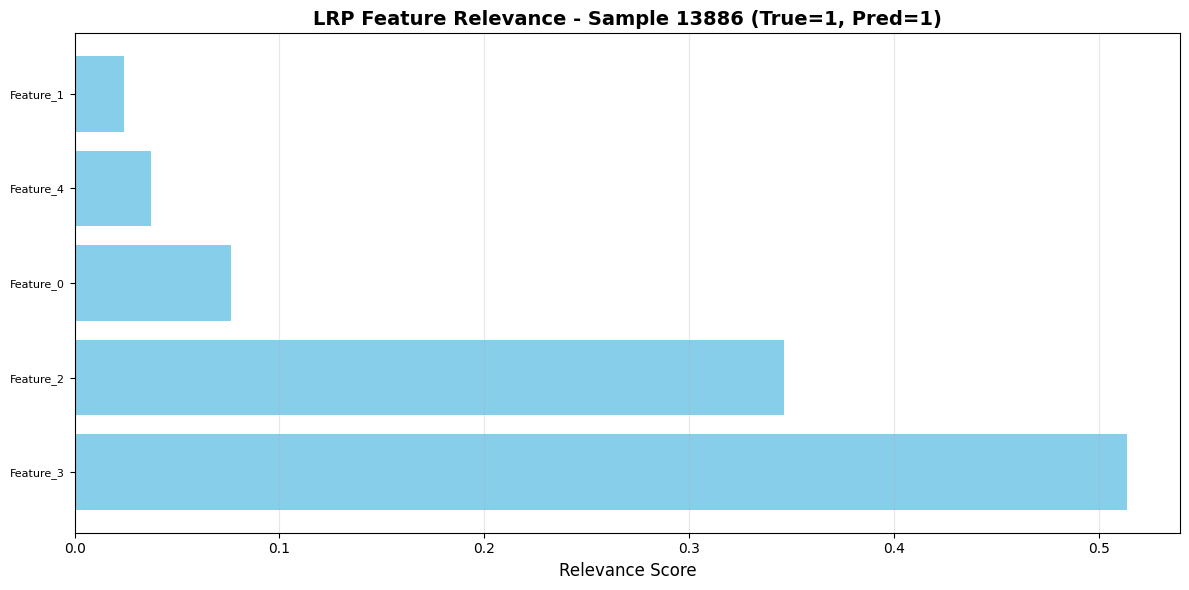 LRP Feature Relevance - Sample 13886 (True=1, Pred=1)
Feature_1
Feature_4
Feature_0
Feature_2
Feature_3
0.0 0.1 0.2 0.3 0.4 0.5
Relevance Score